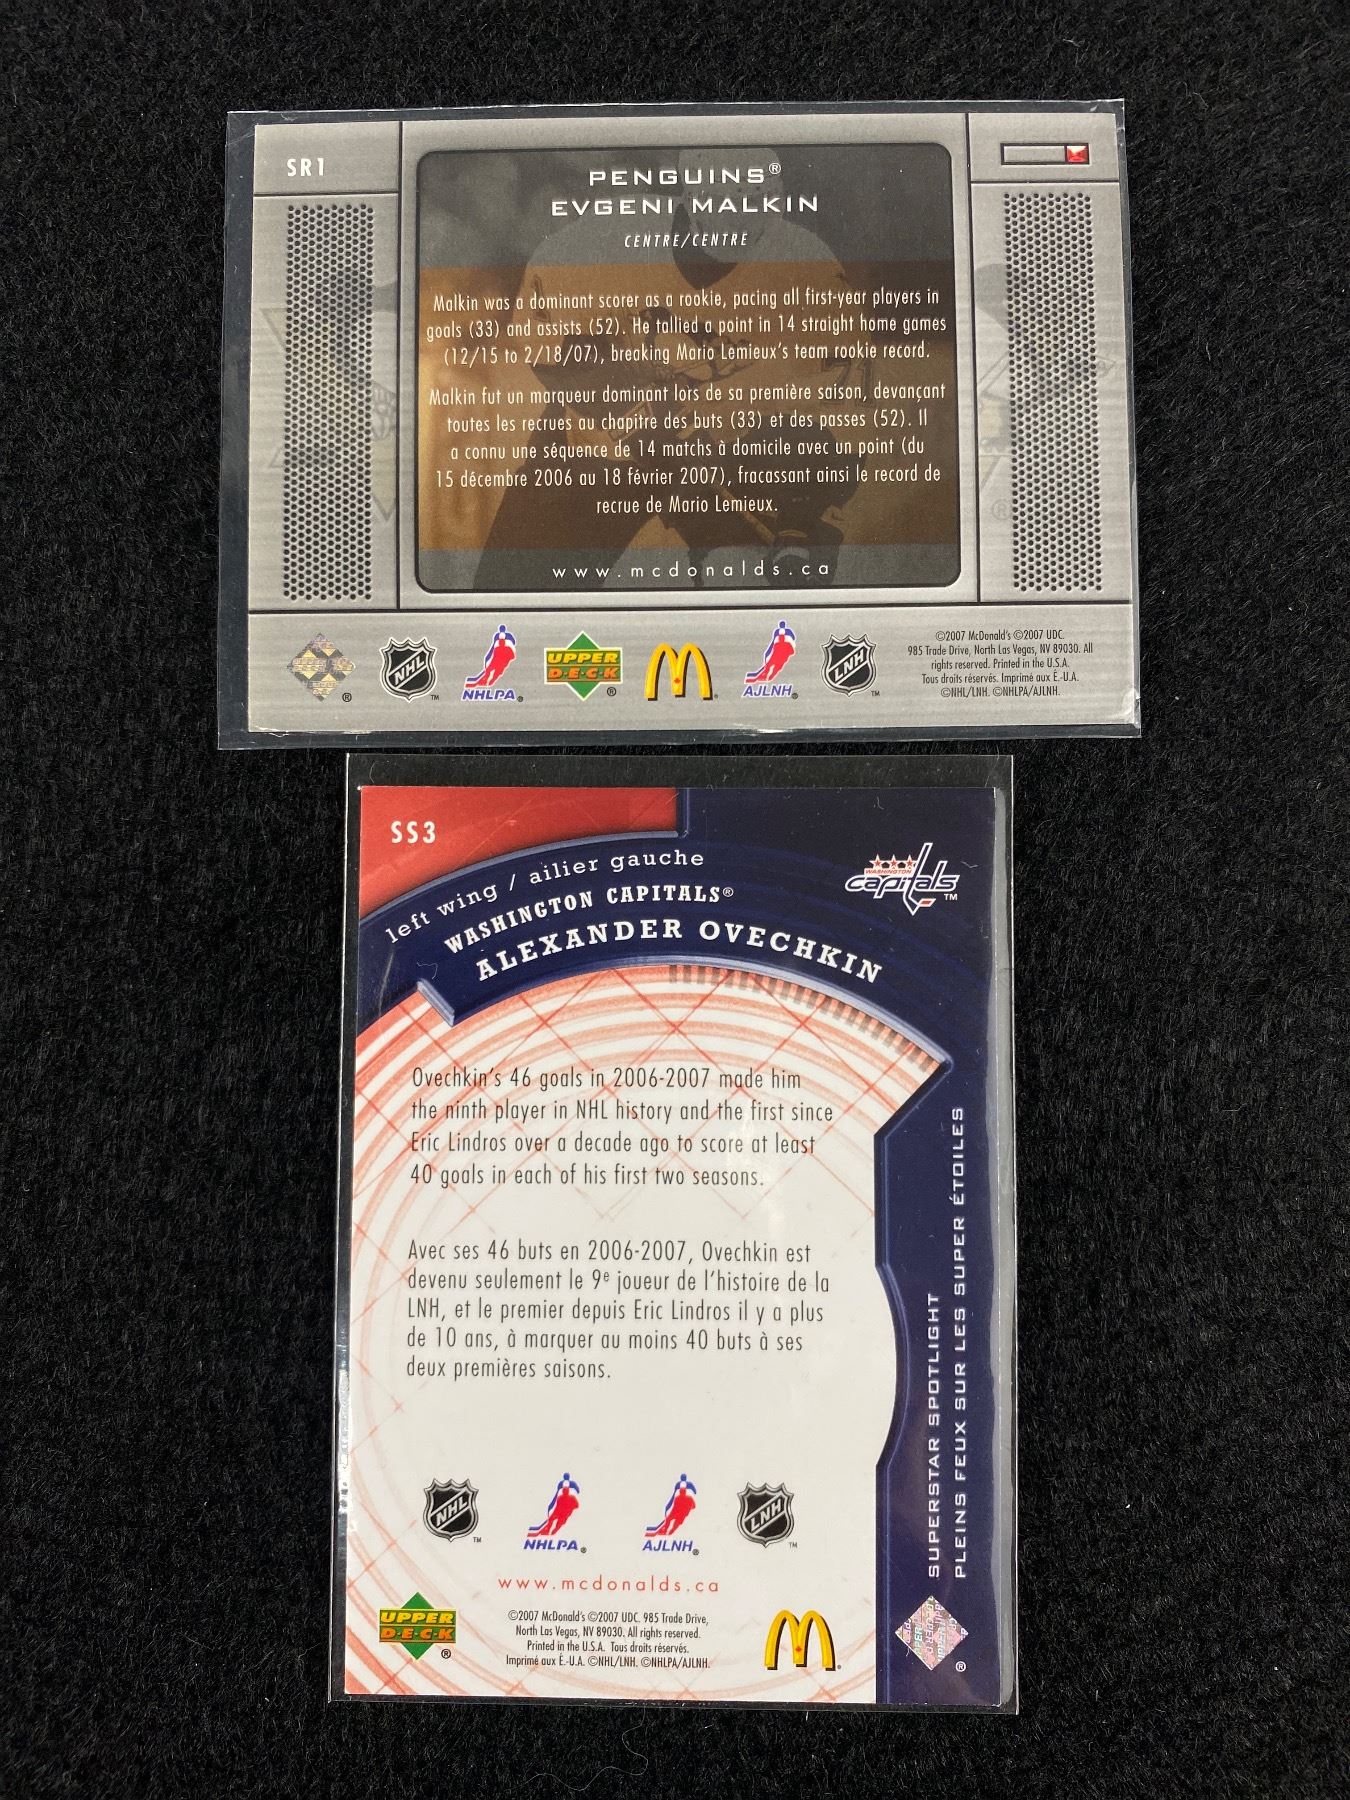 SR1
PENGUINS®
EVGENI MALKIN
CENTRE/CENTRE
Malkin was a dominant scorer as a rookie, pacing all first-year players in
goals (33) and assists (52). He tallied a point in 14 straight home games
(12/15 to 2/18/07), breaking Mario Lemieux's team rookie record.
Malkin fut un marqueur dominant lors de sa première saison, devançant
toutes les recrues au chapitre des buts (33) et des passes (52). Il
a connu une séquence de 14 matchs à domicile avec un point (du
15 décembre 2006 au 18 février 2007), fracassant ainsi le record de
recrue de Mario Lemieux.
www.mcdonalds.ca
®
NHL ™
NHLPA®
UPPER
D·E·C·K ®
AJLNH®
LNH ™
©2007 McDonald's ©2007 UDC.
985 Trade Drive, North Las Vegas, NV 89030. All
rights reserved. Printed in the U.S.A.
Tous droits réservés. Imprimé aux É.-U.A.
©NHL/LNH. ©NHLPA/AJLNH.
SS3
left wing / ailier gauche
WASHINGTON CAPITALS®
ALEXANDER OVECHKIN
WASHINGTON
capitals ™
Ovechkin's 46 goals in 2006-2007 made him
the ninth player in NHL history and the first since
Eric Lindros over a decade ago to score at least
40 goals in each of his first two seasons.
Avec ses 46 buts en 2006-2007, Ovechkin est
devenu seulement le 9e joueur de l'histoire de la
LNH, et le premier depuis Eric Lindros il y a plus
de 10 ans, à marquer au moins 40 buts à ses
deux premières saisons.
SUPERSTAR SPOTLIGHT
PLEINS FEUX SUR LES SUPER ÉTOILES
NHL ™
NHLPA®
AJLNH®
LNH ™
www.mcdonalds.ca
UPPER
D·E·C·K ®
©2007 McDonald's ©2007 UDC. 985 Trade Drive,
North Las Vegas, NV 89030. All rights reserved.
Printed in the U.S.A. Tous droits réservés.
Imprimé aux É.-U.A. ©NHL/LNH. ©NHLPA/AJLNH.
®